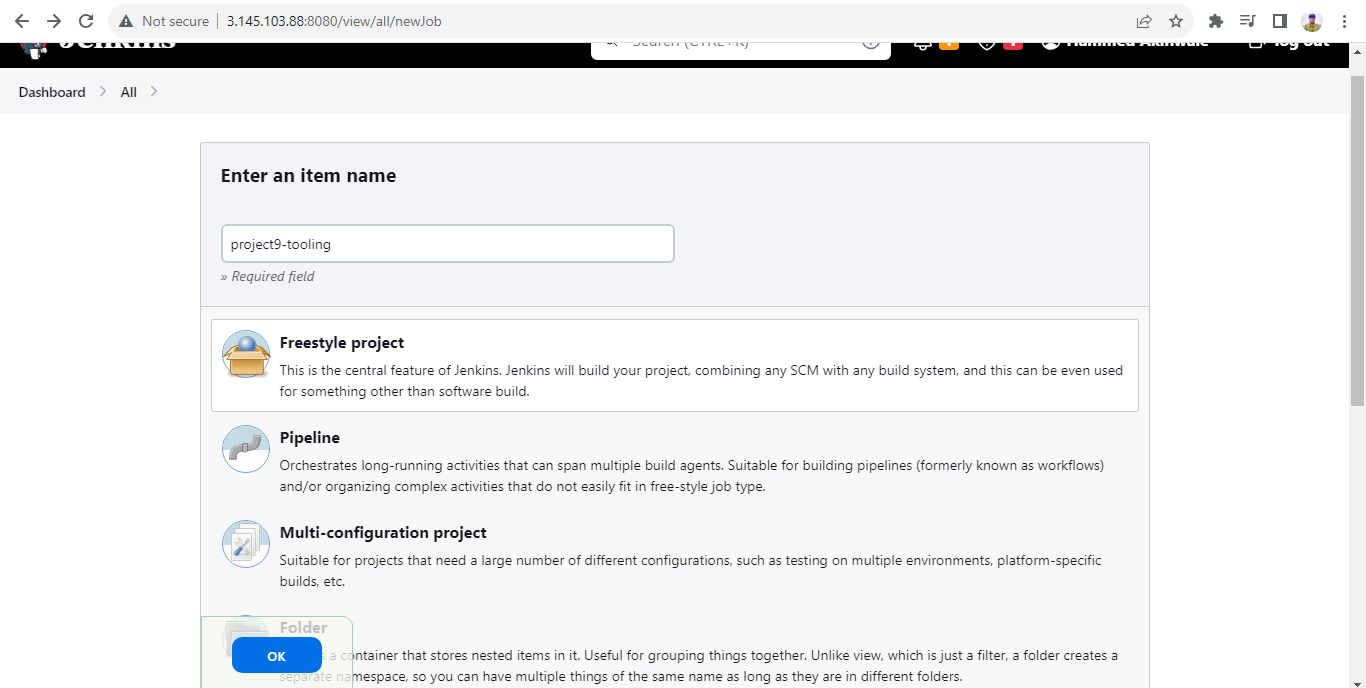 Not secure
3.145.103.88:8080/view/all/newJob
Jenkins
Search (CTRL+K)
Hammed Akinwale
log out
Dashboard
All
Enter an item name
project9-tooling
» Required field
Freestyle project
This is the central feature of Jenkins. Jenkins will build your project, combining any SCM with any build system, and this can be even used
for something other than software build.
Pipeline
Orchestrates long-running activities that can span multiple build agents. Suitable for building pipelines (formerly known as workflows)
and/or organizing complex activities that do not easily fit in free-style job type.
Multi-configuration project
Suitable for projects that need a large number of different configurations, such as testing on multiple environments, platform-specific
builds, etc.
Folder
a container that stores nested items in it. Useful for grouping things together. Unlike view, which is just a filter, a folder creates a
separate namespace, so you can have multiple things of the same name as long as they are in different folders.
OK